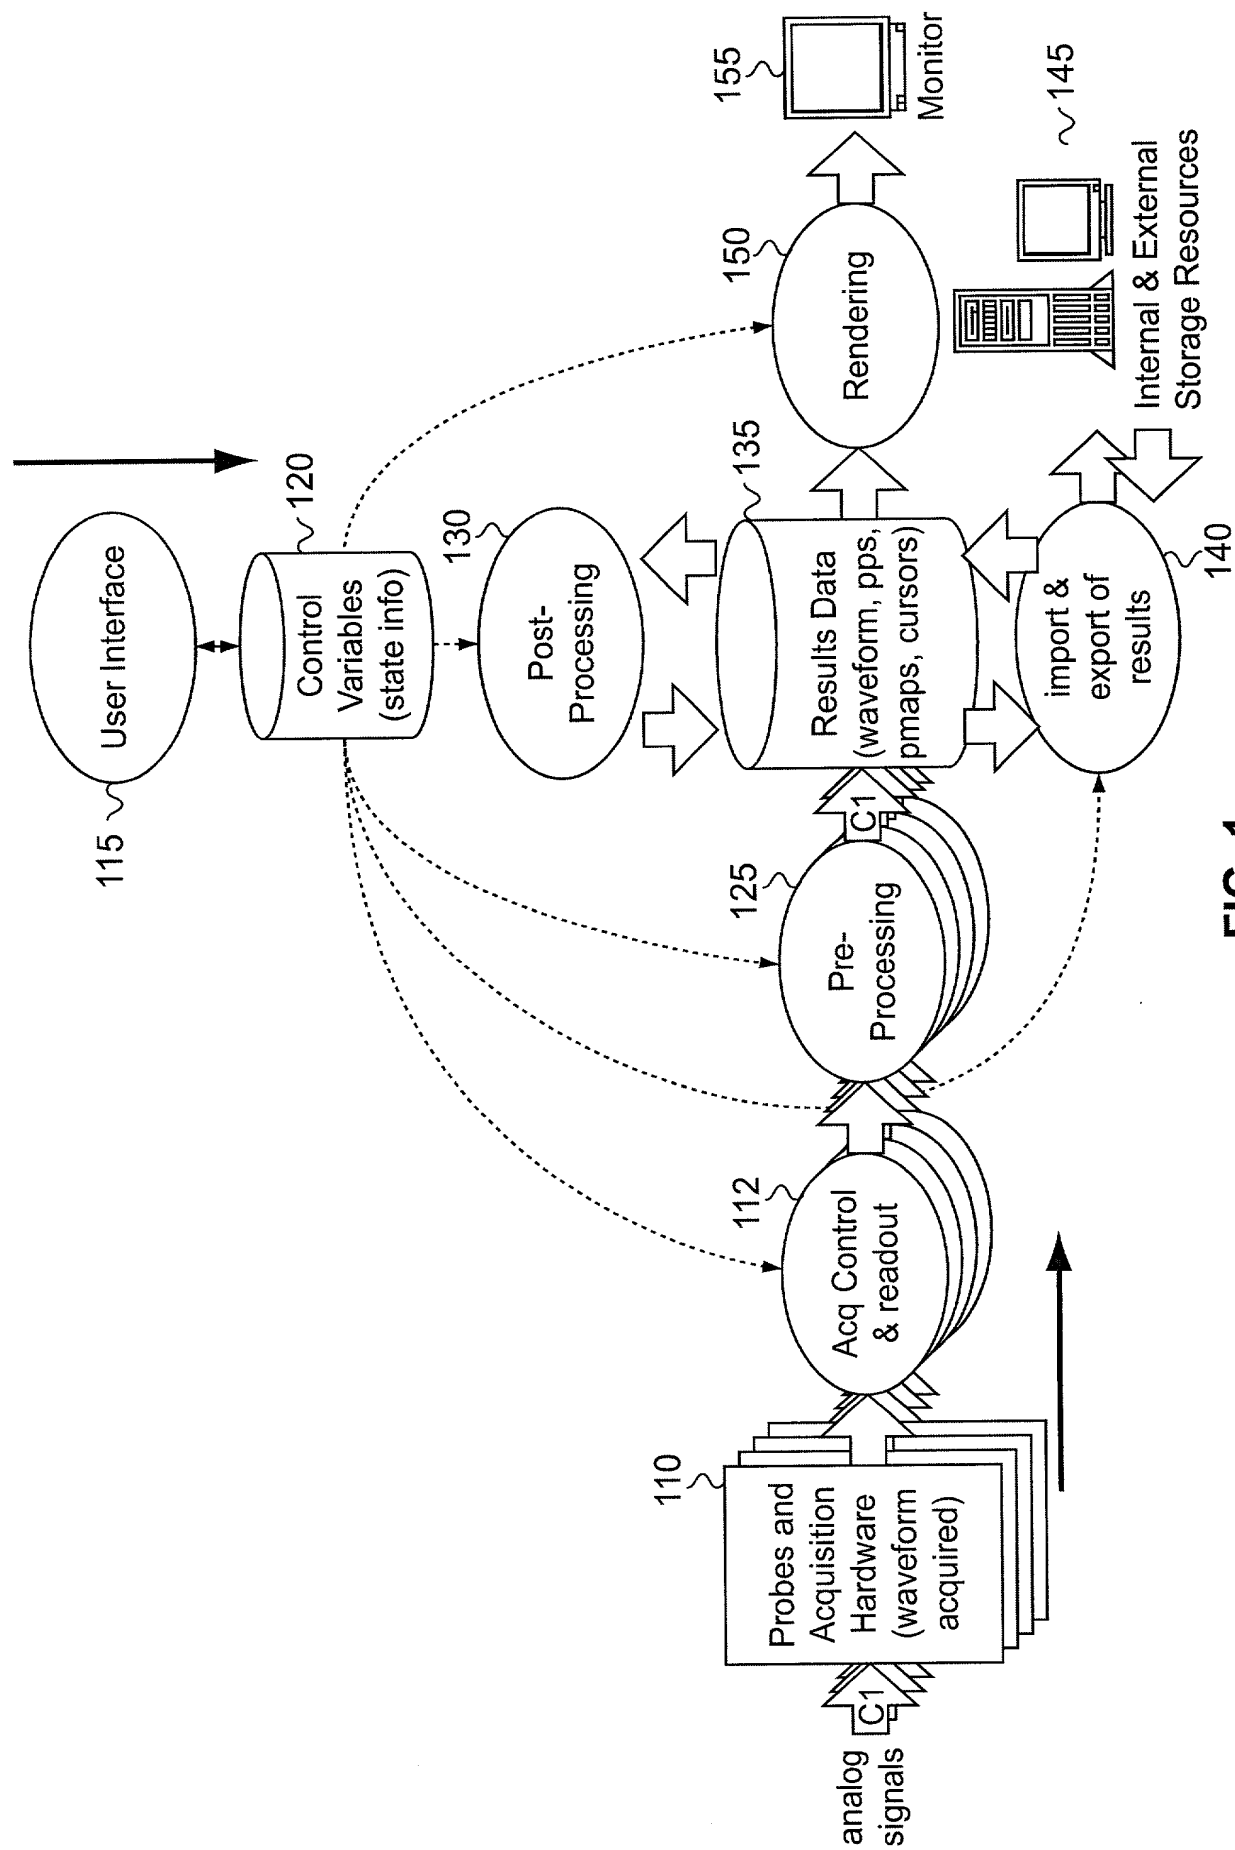 115
User Interface
120
Control
Variables
(state info)
130
Post-
Processing
analog
signals
C1
110
Probes and
Acquisition
Hardware
(waveform
acquired)
112
Acq Control
& readout
125
Pre-
Processing
C1
135
Results Data
(waveform, pps,
pmaps, cursors)
150
Rendering
155
Monitor
140
import &
export of
results
145
Internal & External
Storage Resources
FIG. 1